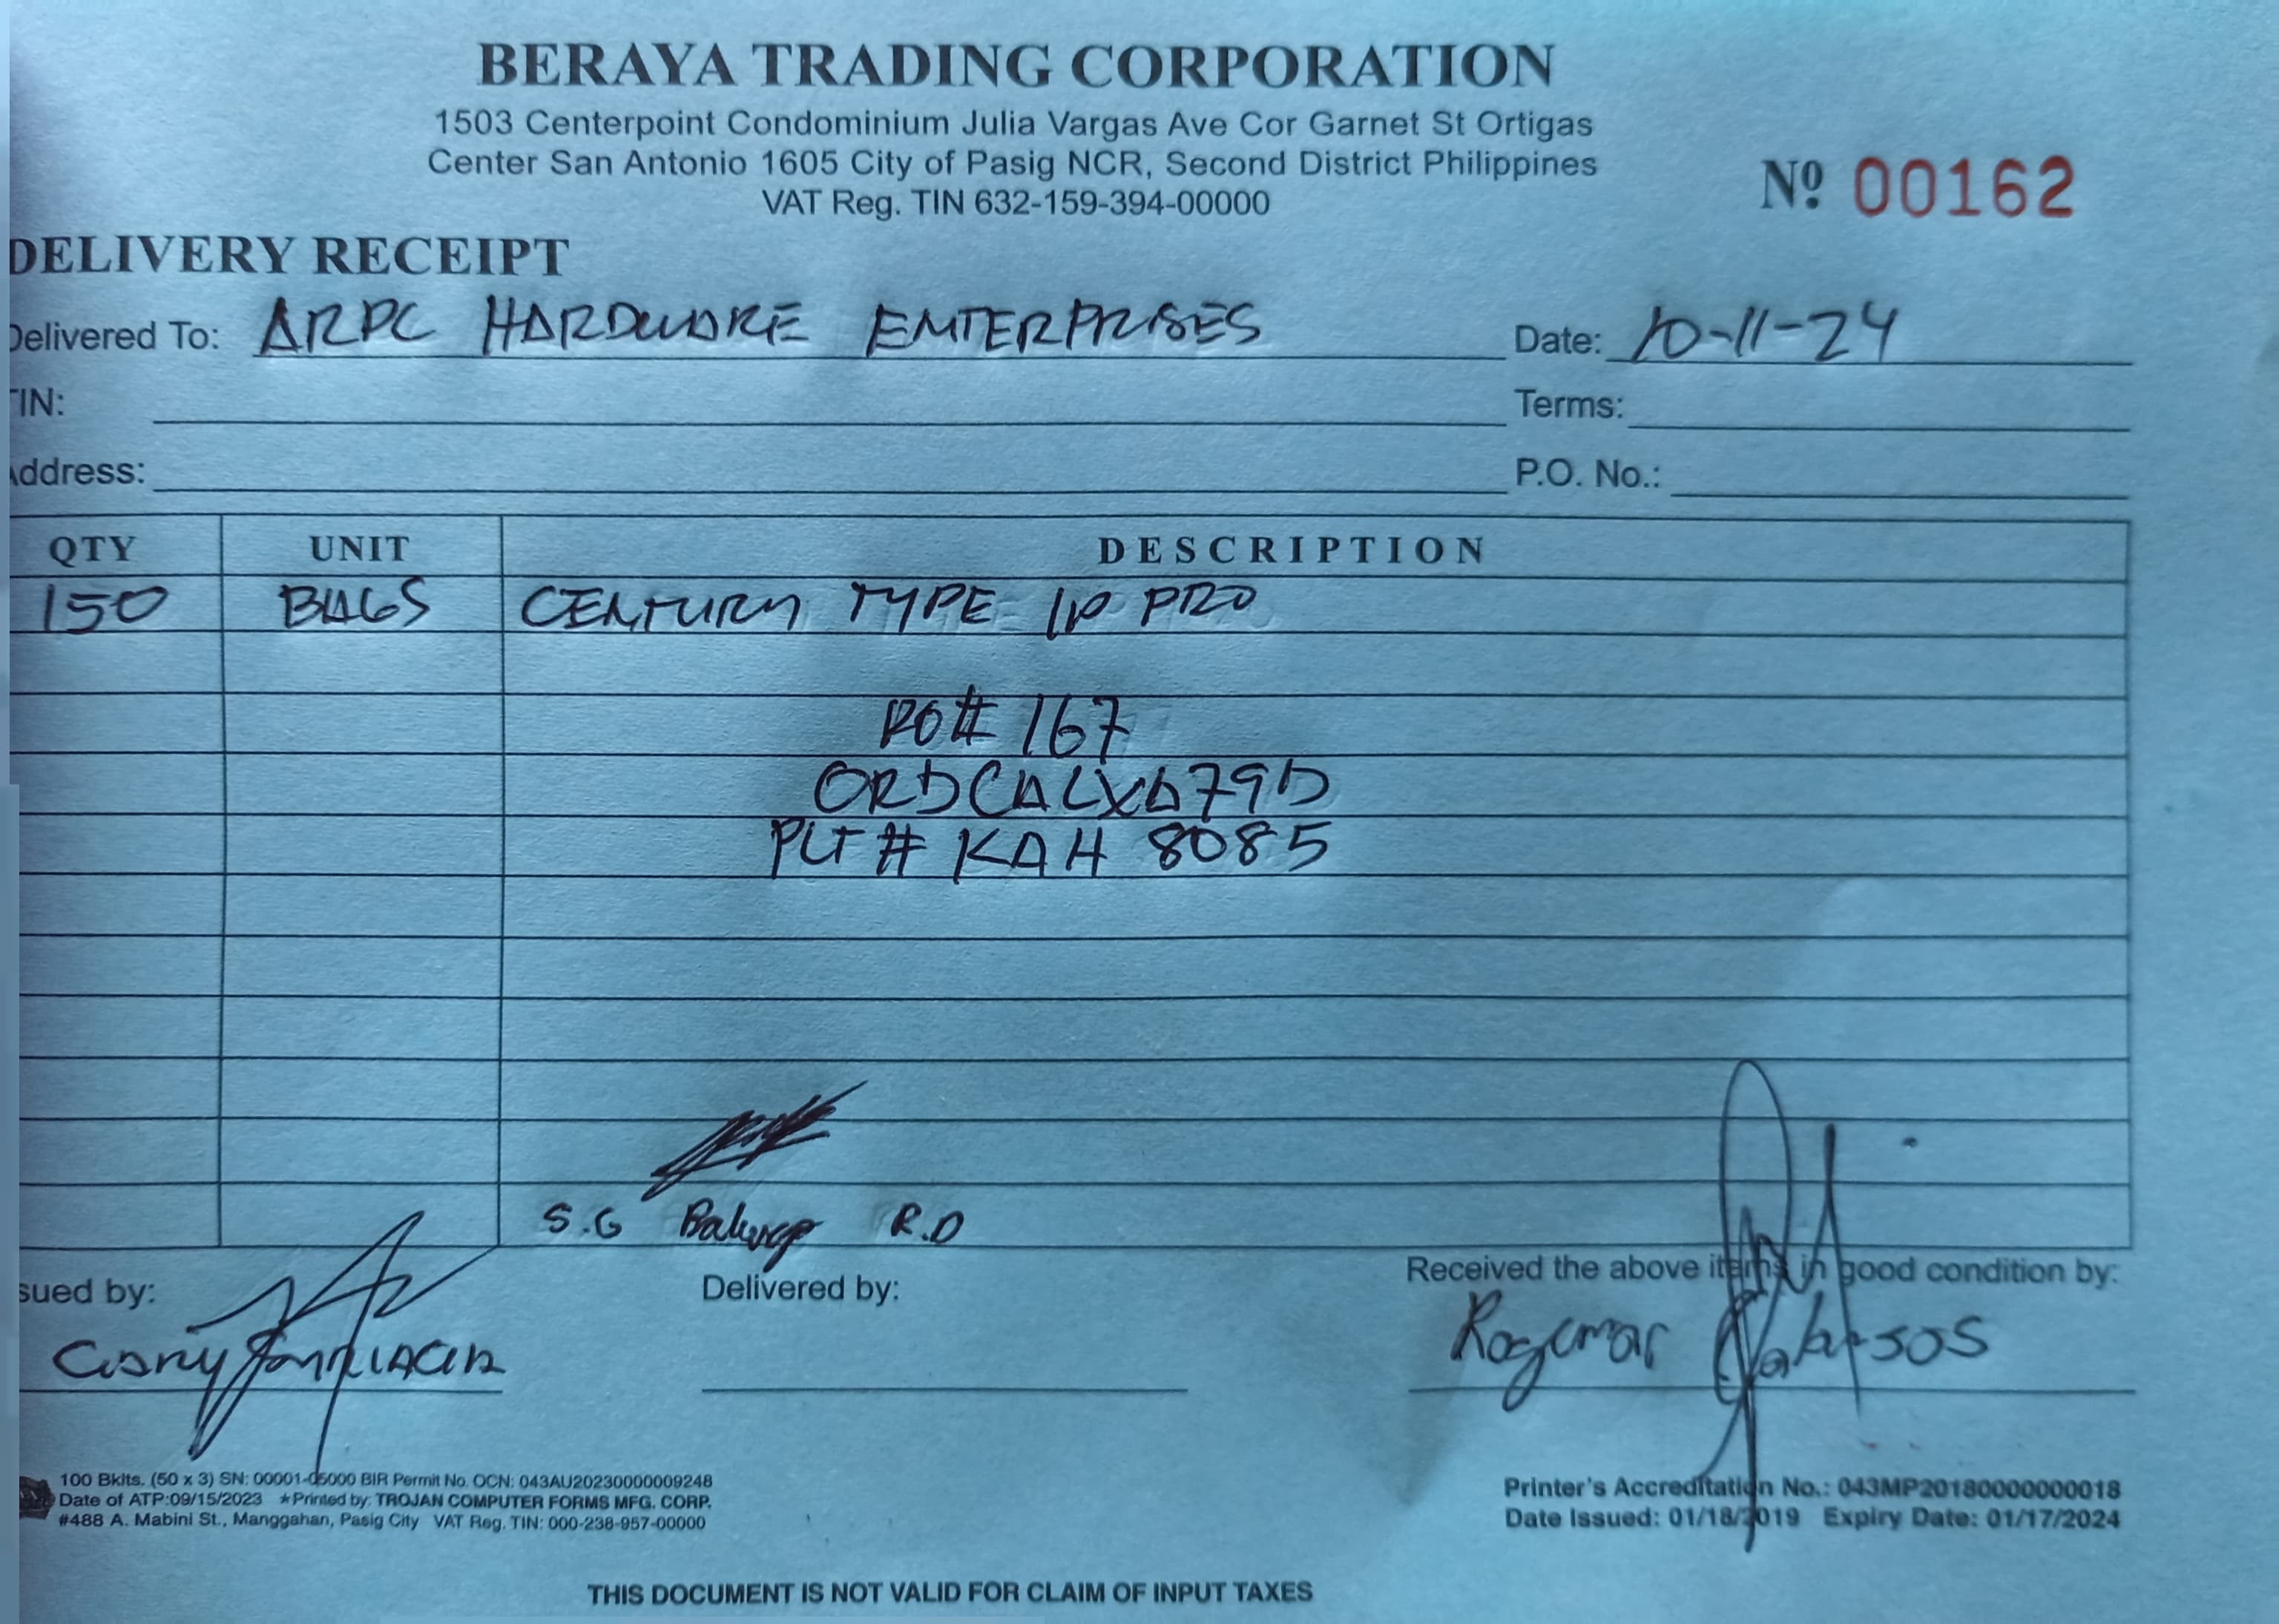 BERAYA TRADING CORPORATION
1503 Centerpoint Condominium Julia Vargas Ave Cor Garnet St Ortigas
Center San Antonio 1605 City of Pasig NCR, Second District Philippines
VAT Reg. TIN 632-159-394-00000
Nº 00162
DELIVERY RECEIPT
Delivered To: ARPC HARDWARE ENTERPRISES Date: 10-11-24
TIN: Terms:
Address: P.O. No.:
QTY UNIT DESCRIPTION
150 BAGS CENTURY TYPE 1P PRO
RO# 167
PLT # KAH 8085
S.G R.D
sued by: Delivered by: Received the above items in good condition by:
Rogemar
100 Bklts. (50 x 3) SN: 00001-05000 BIR Permit No. OCN: 043AU20230000009248
Date of ATP:09/15/2023 *Printed by: TROJAN COMPUTER FORMS MFG. CORP.
#488 A. Mabini St., Manggahan, Pasig City VAT Reg. TIN: 000-238-957-00000
Printer's Accreditation No.: 043MP20180000000018
Date Issued: 01/18/2019 Expiry Date: 01/17/2024
THIS DOCUMENT IS NOT VALID FOR CLAIM OF INPUT TAXES